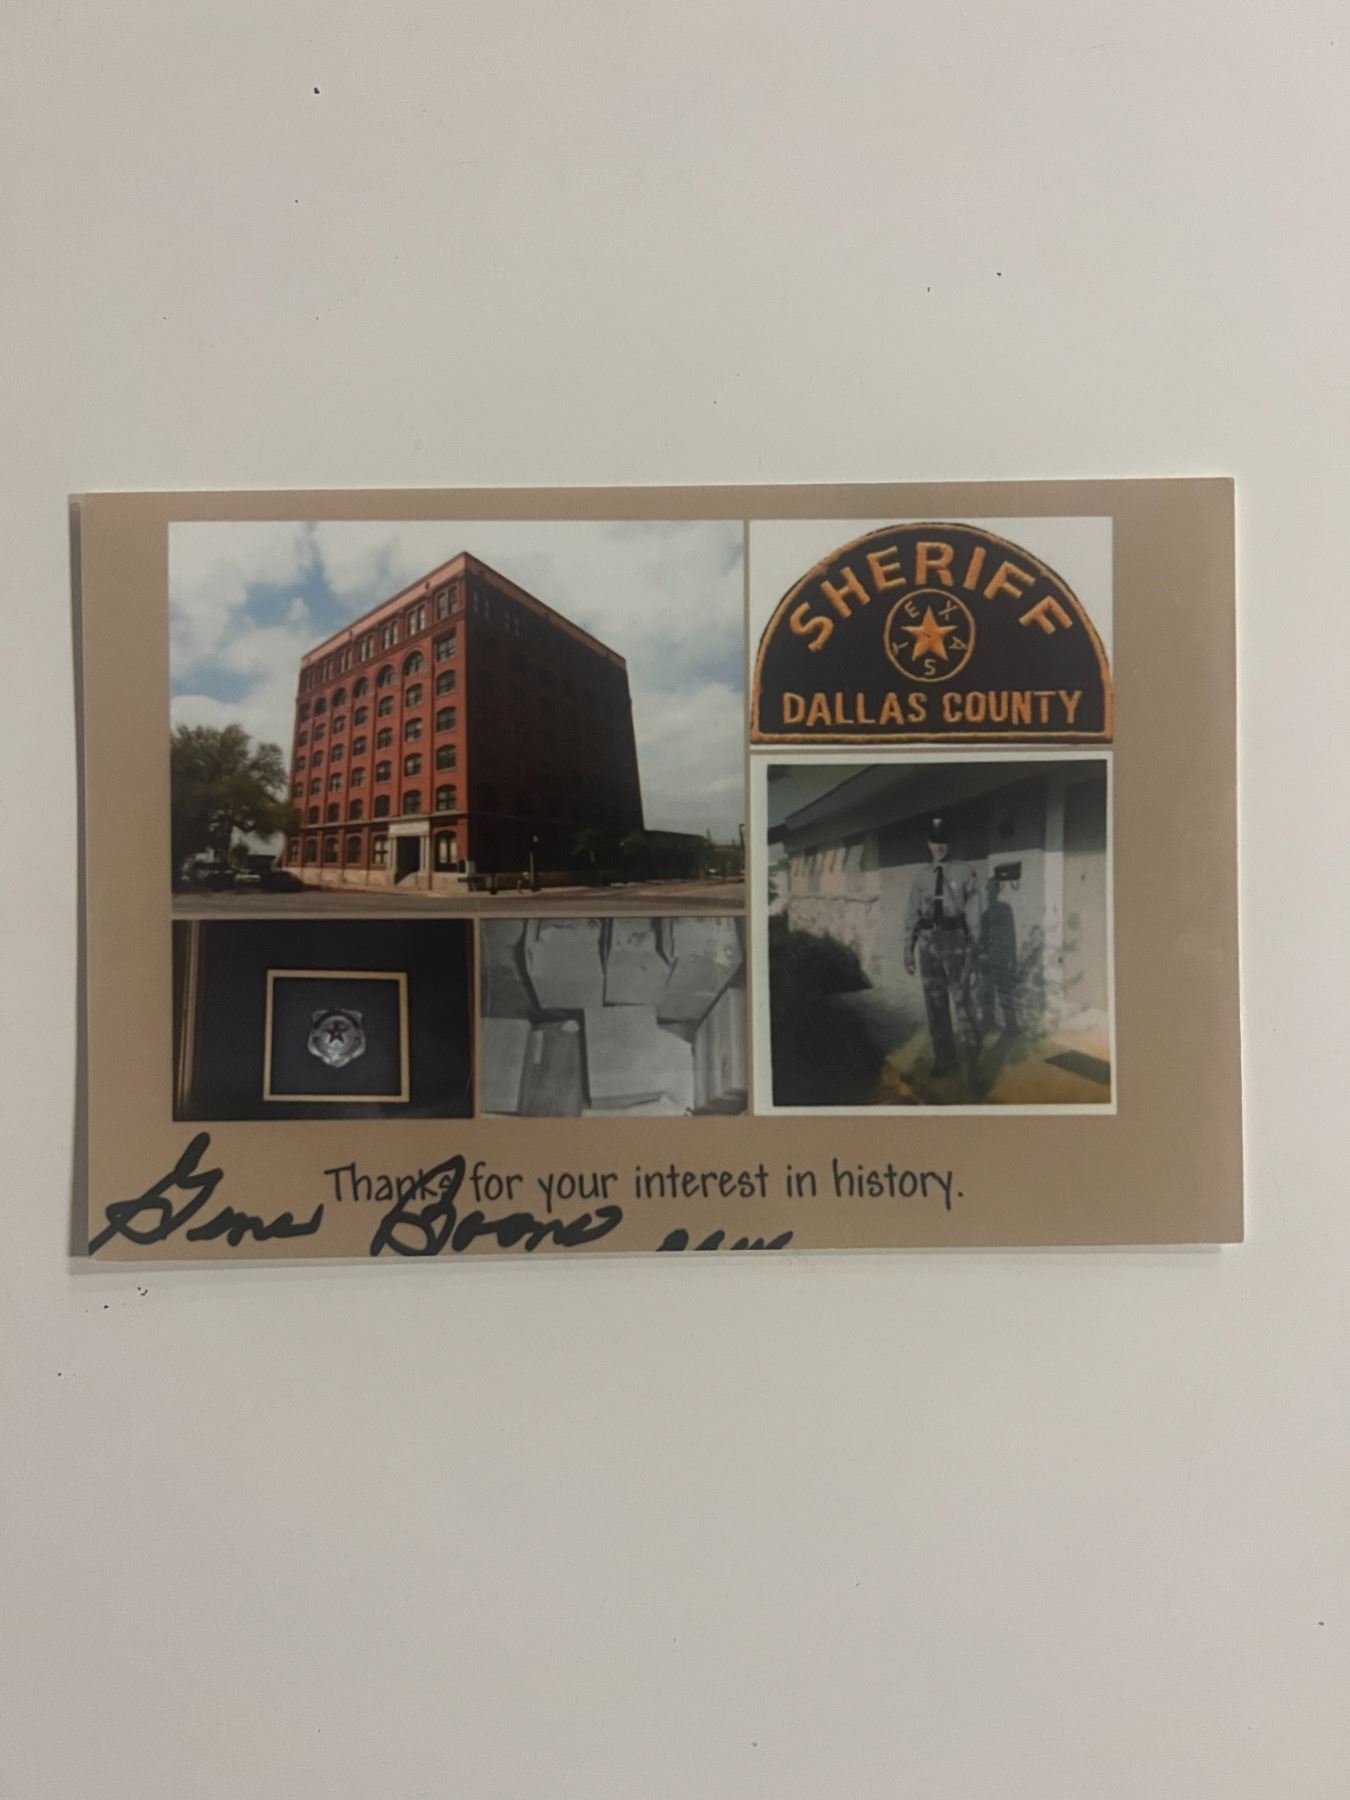 SHERIFF
TEXAS
DALLAS COUNTY
Thanks for your interest in history.
Gene Boone